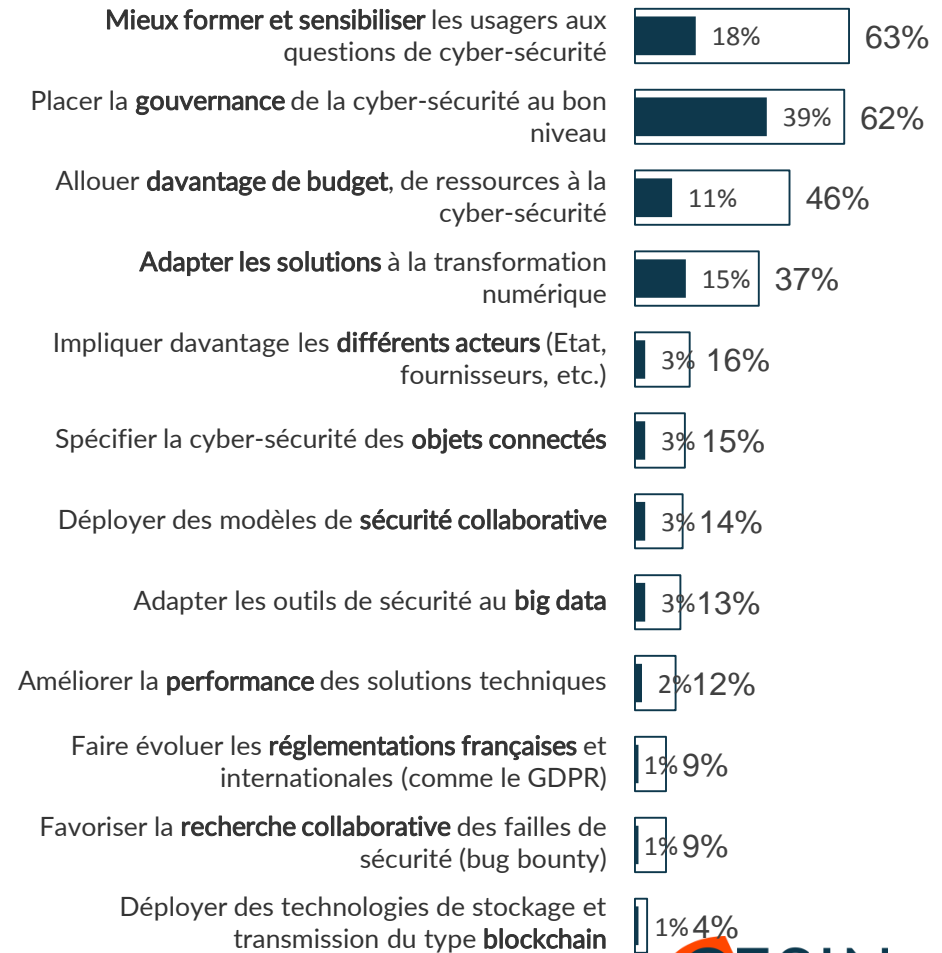 Mieux former et sensibiliser les usagers aux
questions de cyber-sécurité
18% 63%
Placer la gouvernance de la cyber-sécurité au bon
niveau
39% 62%
Allouer davantage de budget, de ressources à la
cyber-sécurité
11% 46%
Adapter les solutions à la transformation
numérique
15% 37%
Impliquer davantage les différents acteurs (Etat,
fournisseurs, etc.)
3% 16%
Spécifier la cyber-sécurité des objets connectés
3% 15%
Déployer des modèles de sécurité collaborative
3% 14%
Adapter les outils de sécurité au big data
3% 13%
Améliorer la performance des solutions techniques
2% 12%
Faire évoluer les réglementations françaises et
internationales (comme le GDPR)
1% 9%
Favoriser la recherche collaborative des failles de
sécurité (bug bounty)
1% 9%
Déployer des technologies de stockage et
transmission du type blockchain
1% 4%